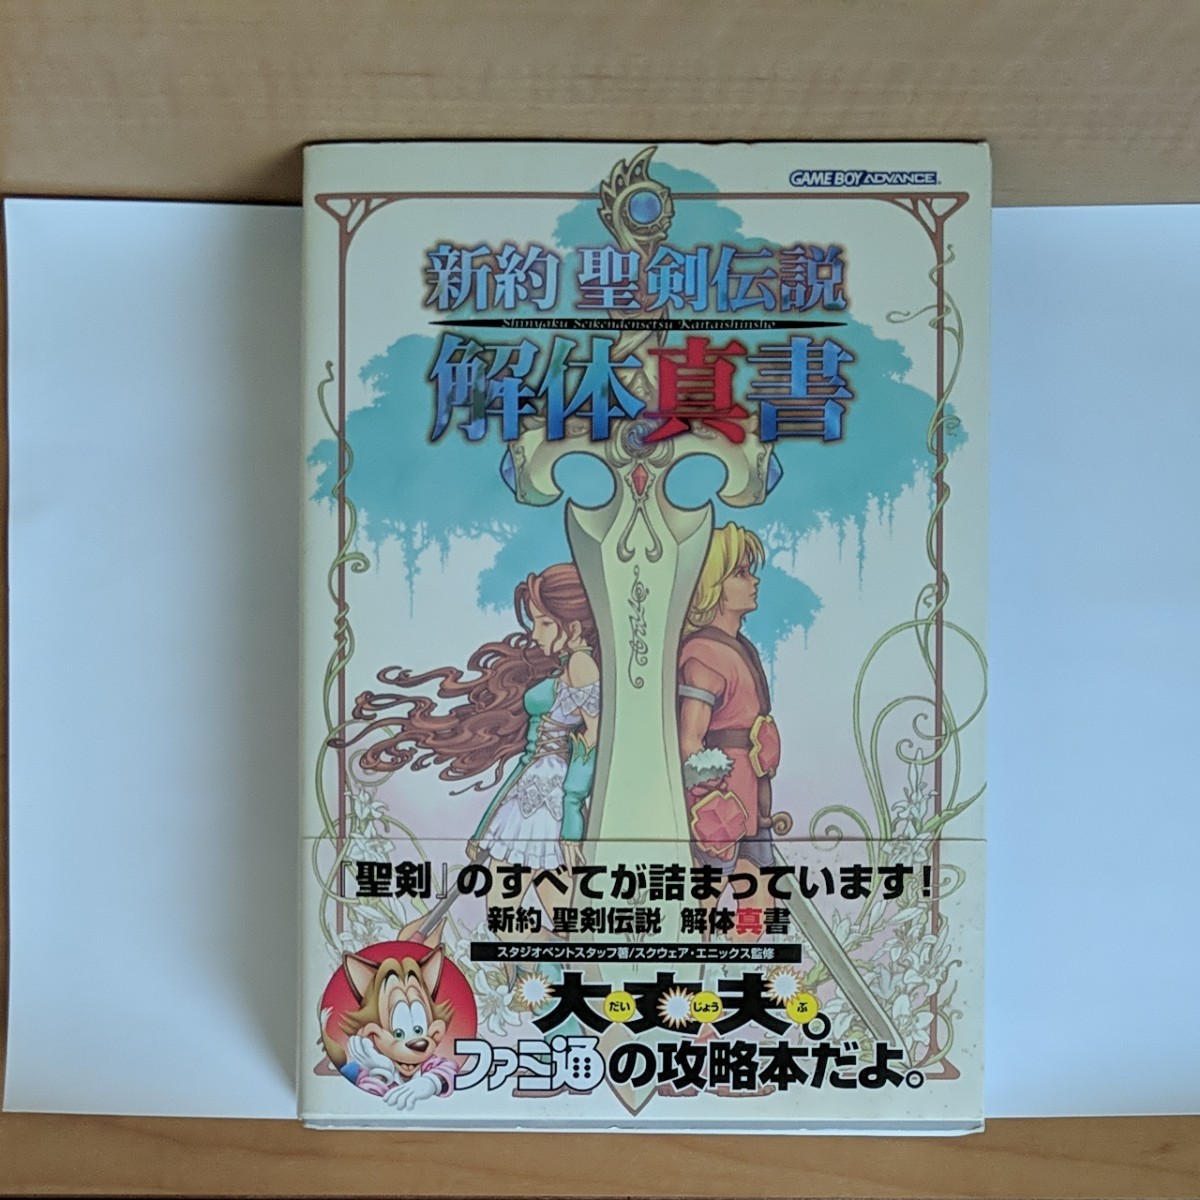 GAME BOY ADVANCE
新約 聖剣伝説
Shinyaku Seikendensetsu Kaitaishinsho
解体真書
『聖剣』のすべてが詰まっています!
新約 聖剣伝説 解体真書
スタジオベントスタッフ著/スクウェア・エニックス監修
大丈夫。
だい じょう ぶ
ファミ通の攻略本だよ。